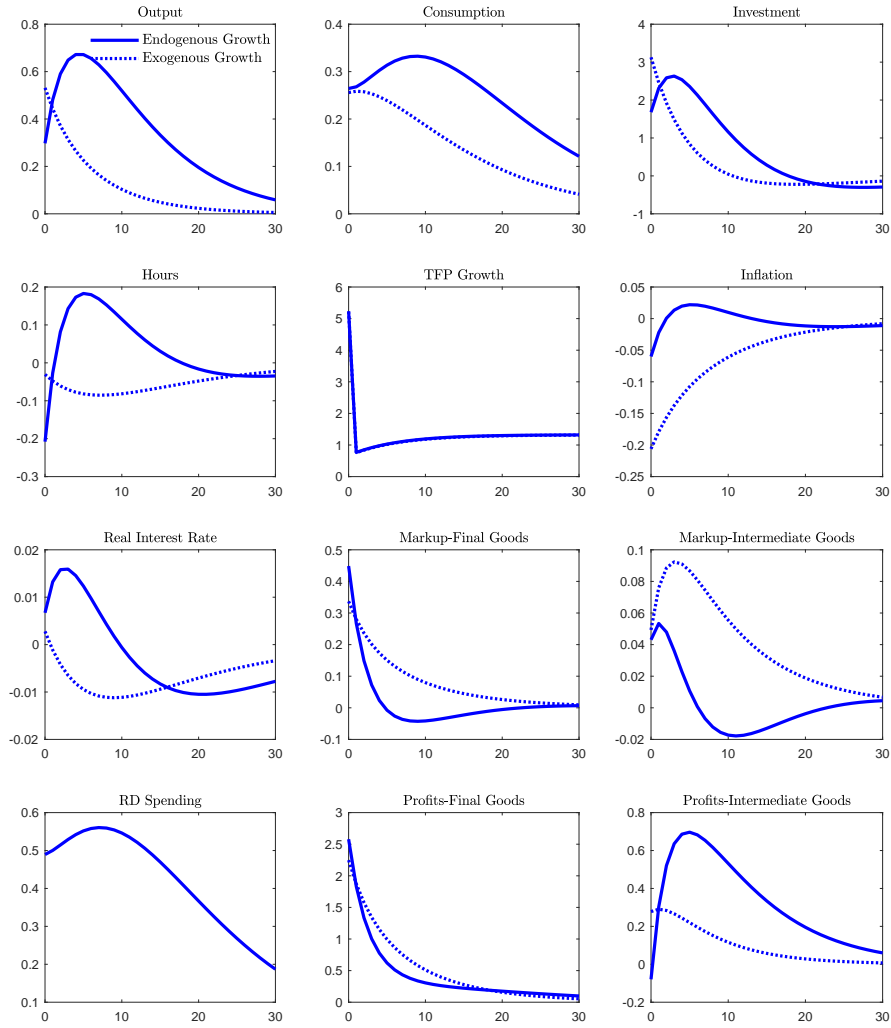 Output
0.8
0.6
0.4
0.2
0
0 10 20 30
Endogenous Growth
Exogenous Growth
Consumption
0.4
0.3
0.2
0.1
0
0 10 20 30
Investment
4
3
2
1
0
-1
0 10 20 30
Hours
0.2
0.1
0
-0.1
-0.2
-0.3
0 10 20 30
TFP Growth
6
5
4
3
2
1
0
0 10 20 30
Inflation
0.05
0
-0.05
-0.1
-0.15
-0.2
-0.25
0 10 20 30
Real Interest Rate
0.02
0.01
0
-0.01
-0.02
0 10 20 30
Markup-Final Goods
0.5
0.4
0.3
0.2
0.1
0
-0.1
0 10 20 30
Markup-Intermediate Goods
0.1
0.08
0.06
0.04
0.02
0
-0.02
0 10 20 30
RD Spending
0.6
0.5
0.4
0.3
0.2
0.1
0 10 20 30
Profits-Final Goods
3
2.5
2
1.5
1
0.5
0
0 10 20 30
Profits-Intermediate Goods
0.8
0.6
0.4
0.2
0
-0.2
0 10 20 30